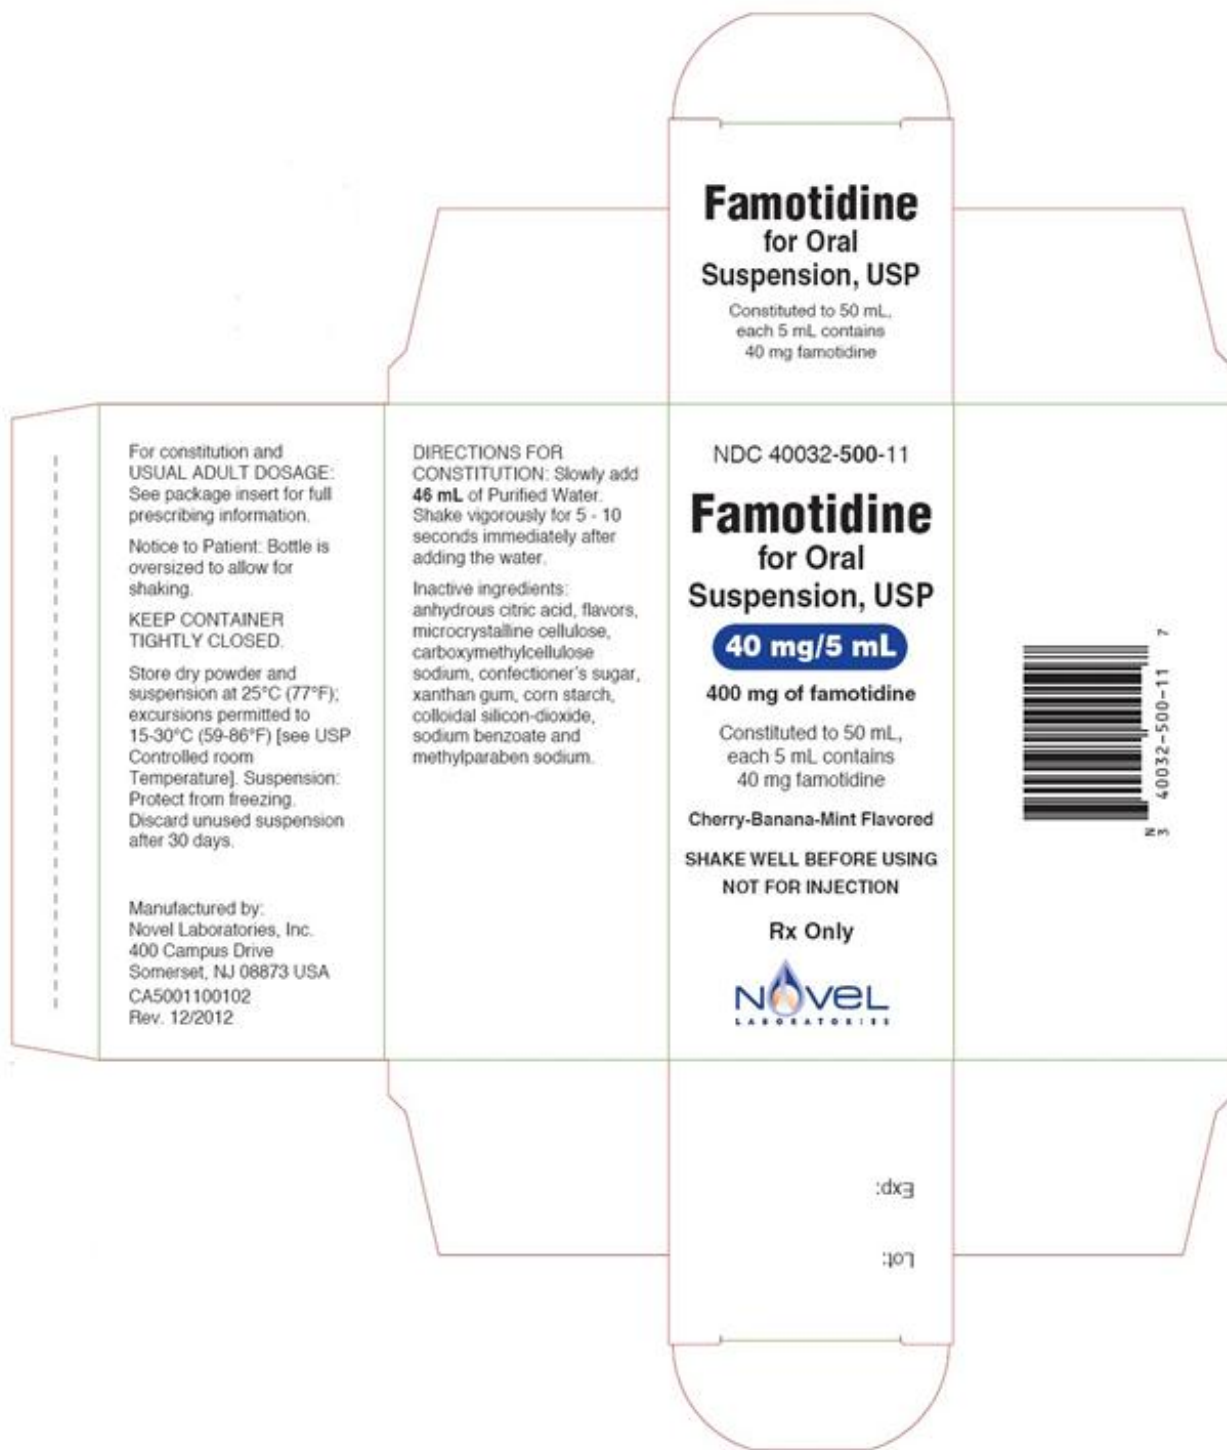 Famotidine
for Oral
Suspension, USP
Constituted to 50 mL,
each 5 mL contains
40 mg famotidine
For constitution and
USUAL ADULT DOSAGE:
See package insert for full
prescribing information.
Notice to Patient: Bottle is
oversized to allow for
shaking.
KEEP CONTAINER
TIGHTLY CLOSED.
Store dry powder and
suspension at 25°C (77°F);
excursions permitted to
15-30°C (59-86°F) [see USP
Controlled room
Temperature]. Suspension:
Protect from freezing.
Discard unused suspension
after 30 days.
Manufactured by:
Novel Laboratories, Inc.
400 Campus Drive
Somerset, NJ 08873 USA
CA5001100102
Rev. 12/2012
DIRECTIONS FOR
CONSTITUTION: Slowly add
46 mL of Purified Water.
Shake vigorously for 5 - 10
seconds immediately after
adding the water.
Inactive ingredients:
anhydrous citric acid, flavors,
microcrystalline cellulose,
carboxymethylcellulose
sodium, confectioner's sugar,
xanthan gum, corn starch,
colloidal silicon-dioxide,
sodium benzoate and
methylparaben sodium.
NDC 40032-500-11
Famotidine
for Oral
Suspension, USP
40 mg/5 mL
400 mg of famotidine
Constituted to 50 mL,
each 5 mL contains
40 mg famotidine
Cherry-Banana-Mint Flavored
SHAKE WELL BEFORE USING
NOT FOR INJECTION
Rx Only
NOVEL
LABORATORIES
N
3 40032-500-11 7
Lot:
Exp: